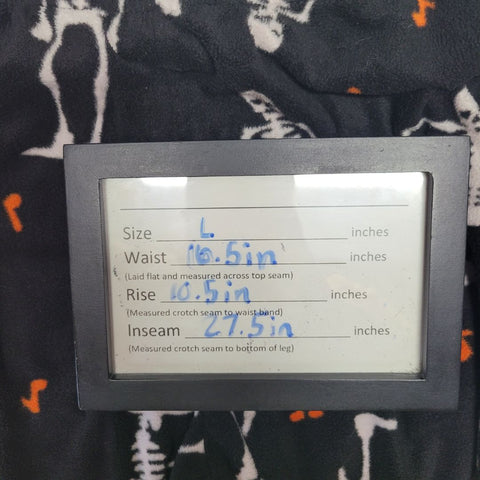 Size L. inches
Waist 16.5in inches
(Laid flat and measured across top seam)
Rise 10.5in inches
(Measured crotch seam to waist band)
Inseam 27.5in inches
(Measured crotch seam to bottom of leg)